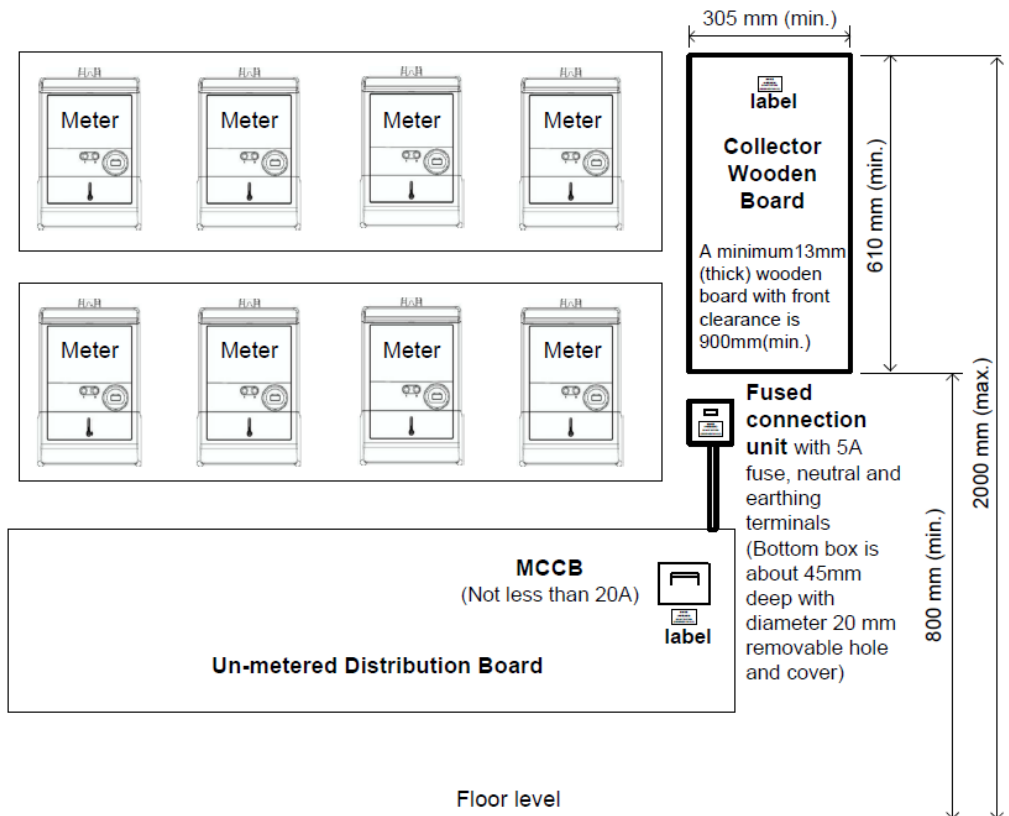 305 mm (min.)
Meter
Meter
Meter
Meter
label
Collector
Wooden
Board
A minimum13mm
(thick) wooden
board with front
clearance is
900mm(min.)
610 mm (min.)
2000 mm (max.)
Meter
Meter
Meter
Meter
Fused
connection
unit with 5A
fuse, neutral and
earthing
terminals
(Bottom box is
about 45mm
deep with
diameter 20 mm
removable hole
and cover)
800 mm (min.)
MCCB
(Not less than 20A)
label
Un-metered Distribution Board
Floor level